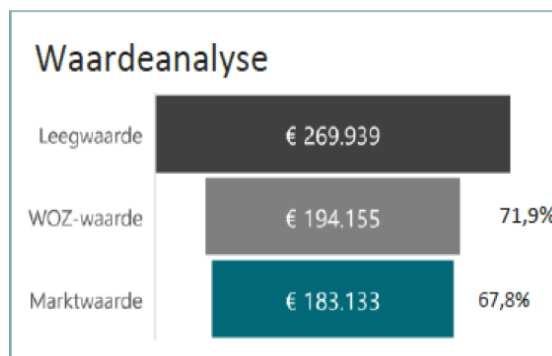 Waardeanalyse
Leegwaarde € 269.939
WOZ-waarde € 194.155 71,9%
Marktwaarde € 183.133 67,8%